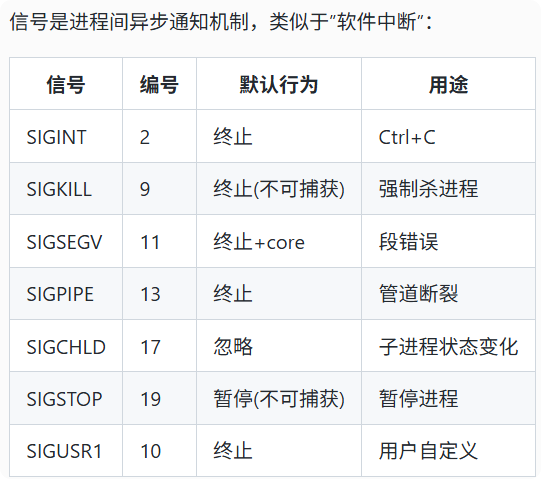 信号是进程间异步通知机制，类似于"软件中断"：
信号 编号 默认行为 用途
SIGINT 2 终止 Ctrl+C
SIGKILL 9 终止(不可捕获) 强制杀进程
SIGSEGV 11 终止+core 段错误
SIGPIPE 13 终止 管道断裂
SIGCHLD 17 忽略 子进程状态变化
SIGSTOP 19 暂停(不可捕获) 暂停进程
SIGUSR1 10 终止 用户自定义